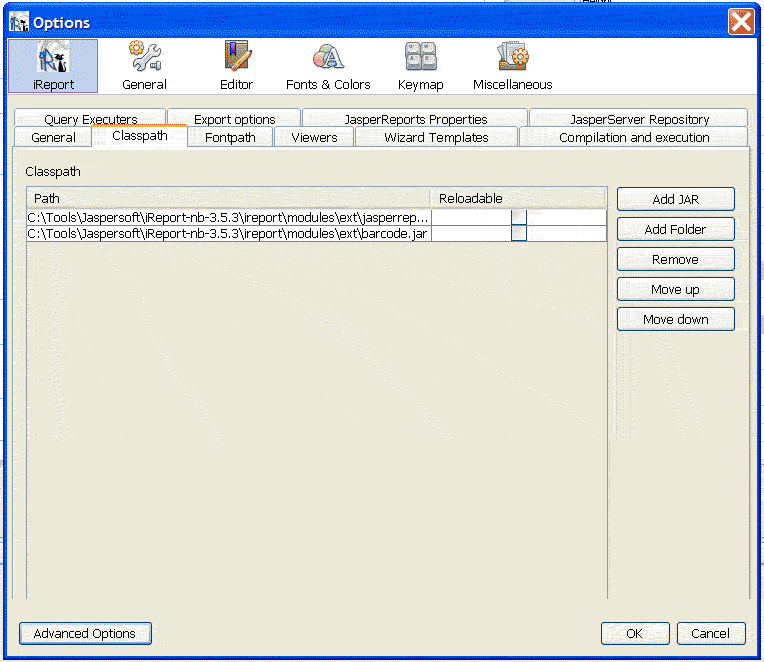 Options
iReport General Editor Fonts & Colors Keymap Miscellaneous
Query Executers Export options JasperReports Properties JasperServer Repository
General Classpath Fontpath Viewers Wizard Templates Compilation and execution
Classpath
Path Reloadable
C:\Tools\Jaspersoft\iReport-nb-3.5.3\ireport\modules\ext\jasperrep...
C:\Tools\Jaspersoft\iReport-nb-3.5.3\ireport\modules\ext\barcode.jar
Add JAR
Add Folder
Remove
Move up
Move down
Advanced Options OK Cancel